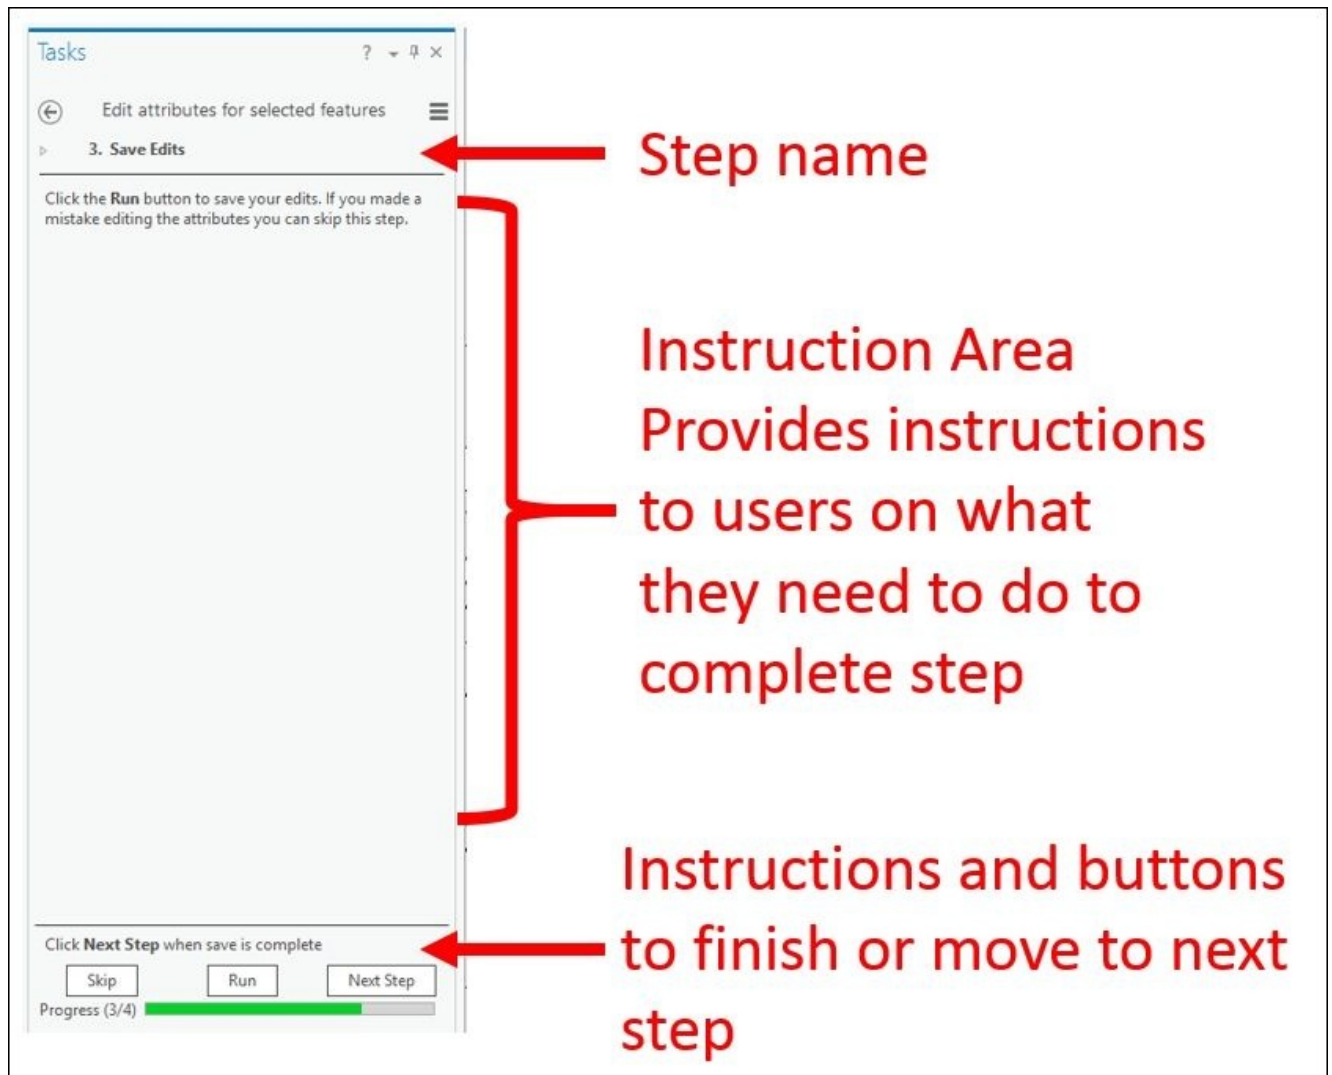 Tasks
Edit attributes for selected features
3. Save Edits
Step name
Click the Run button to save your edits. If you made a
mistake editing the attributes you can skip this step.
Instruction Area
Provides instructions
to users on what
they need to do to
complete step
Click Next Step when save is complete
Skip Run Next Step
Progress (3/4)
Instructions and buttons
to finish or move to next
step